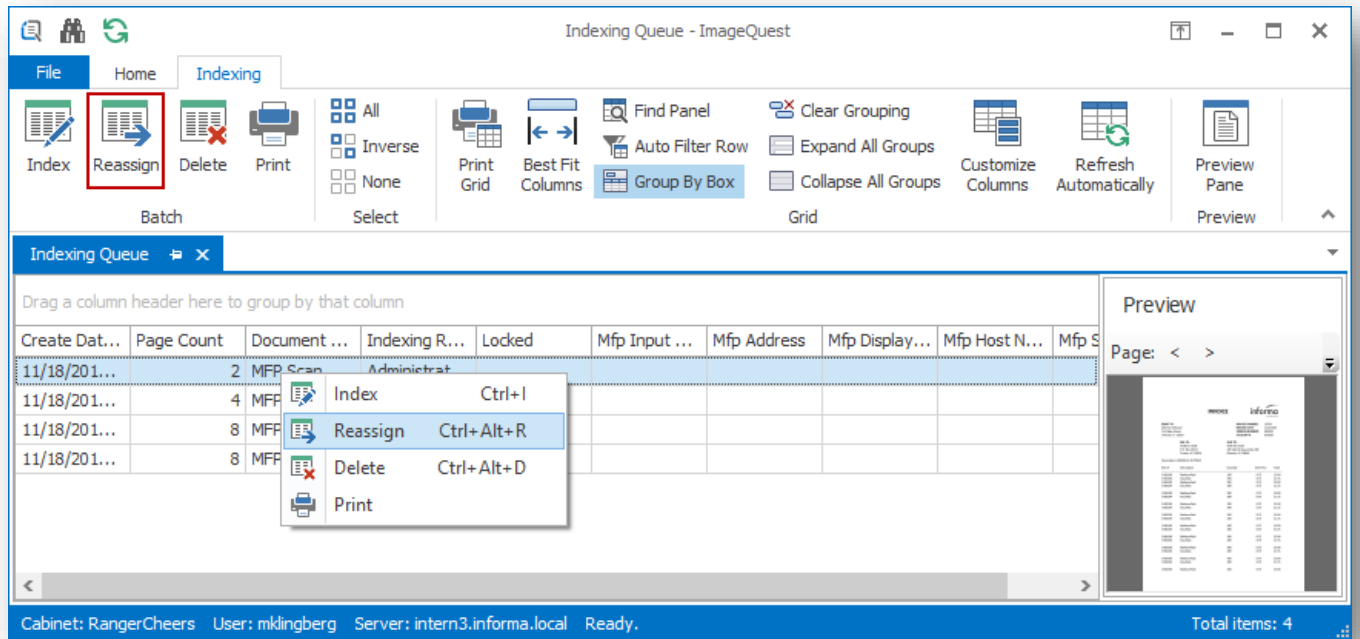 Indexing Queue - ImageQuest
File Home Indexing
Index Reassign Delete Print
Batch
All
Inverse
None
Select
Print Grid
Best Fit Columns
Find Panel
Auto Filter Row
Group By Box
Clear Grouping
Expand All Groups
Collapse All Groups
Customize Columns
Refresh Automatically
Grid
Preview Pane
Preview
Indexing Queue
Drag a column header here to group by that column
Create Dat... Page Count Document ... Indexing R... Locked Mfp Input ... Mfp Address Mfp Display... Mfp Host N... Mfp S
11/18/201... 2 MFP Scan Administrat
11/18/201... 4 MFP
11/18/201... 8 MFP
11/18/201... 8 MFP
Index Ctrl+I
Reassign Ctrl+Alt+R
Delete Ctrl+Alt+D
Print
Preview
Page: < >
INVOICE informa
Cabinet: RangerCheers User: mklingberg Server: intern3.informa.local Ready. Total items: 4